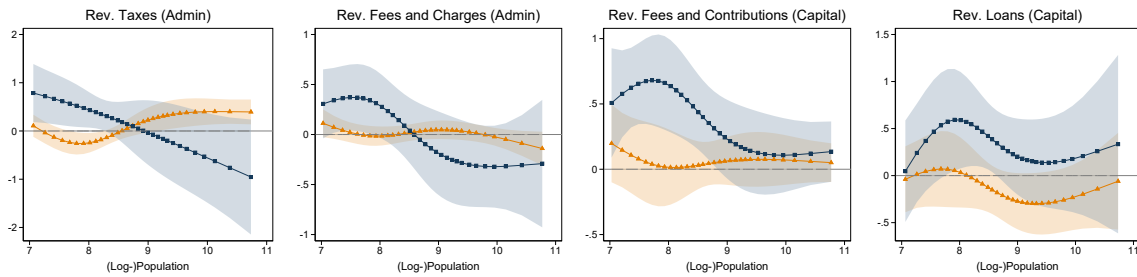 Rev. Taxes (Admin)
2
1
0
-1
-2
7 8 9 10 11
(Log-)Population
Rev. Fees and Charges (Admin)
1
.5
0
-.5
-1
7 8 9 10 11
(Log-)Population
Rev. Fees and Contributions (Capital)
1
.5
0
-.5
7 8 9 10 11
(Log-)Population
Rev. Loans (Capital)
1.5
1
.5
0
-.5
7 8 9 10 11
(Log-)Population